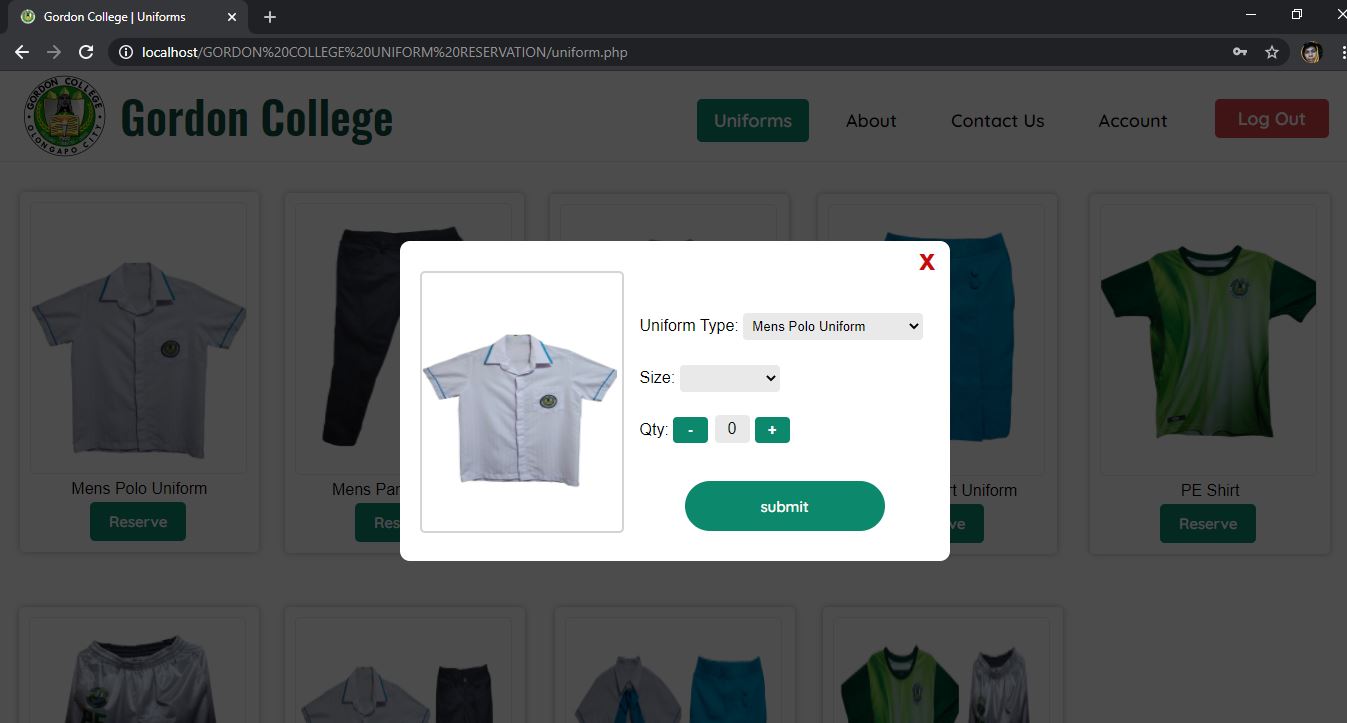 Gordon College | Uniforms
localhost/GORDON%20COLLEGE%20UNIFORM%20RESERVATION/uniform.php
GORDON COLLEGE
OLONGAPO CITY
Gordon College
Uniforms
About
Contact Us
Account
Log Out
X
Uniform Type: Mens Polo Uniform
Size:
Qty: - 0 +
submit
Mens Polo Uniform
Mens Pa
rt Uniform
PE Shirt
Reserve
Res
ve
Reserve